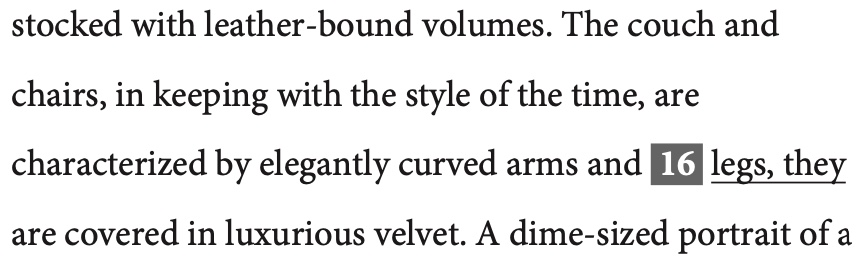 stocked with leather-bound volumes. The couch and
chairs, in keeping with the style of the time, are
characterized by elegantly curved arms and 16 legs, they
are covered in luxurious velvet. A dime-sized portrait of a